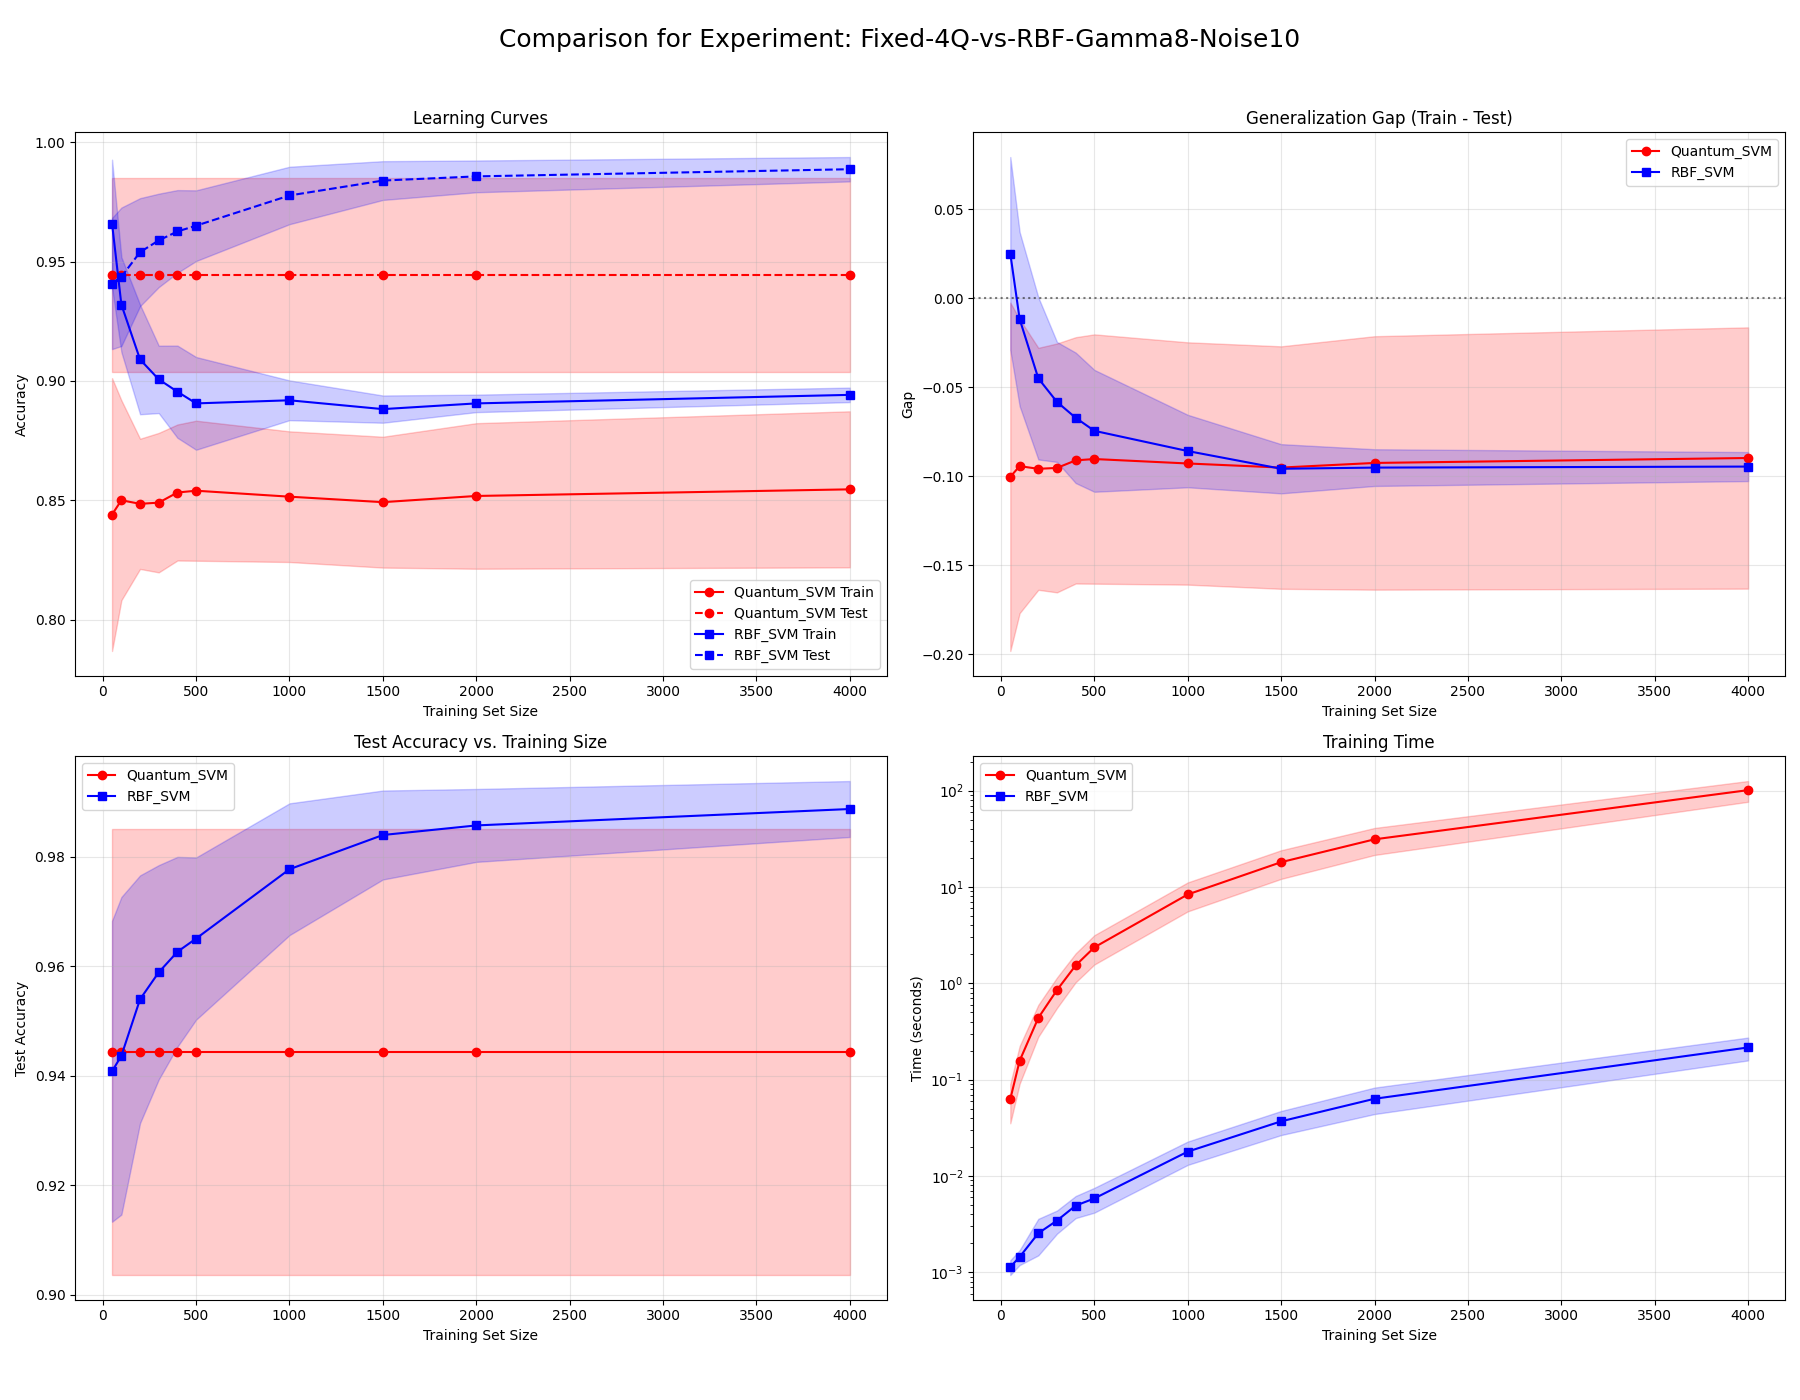 Comparison for Experiment: Fixed-4Q-vs-RBF-Gamma8-Noise10
Learning Curves
Accuracy
1.00
0.95
0.90
0.85
0.80
Quantum_SVM Train
Quantum_SVM Test
RBF_SVM Train
RBF_SVM Test
0 500 1000 1500 2000 2500 3000 3500 4000
Training Set Size
Generalization Gap (Train - Test)
Gap
0.05
0.00
−0.05
−0.10
−0.15
−0.20
Quantum_SVM
RBF_SVM
0 500 1000 1500 2000 2500 3000 3500 4000
Training Set Size
Test Accuracy vs. Training Size
Test Accuracy
0.98
0.96
0.94
0.92
0.90
Quantum_SVM
RBF_SVM
0 500 1000 1500 2000 2500 3000 3500 4000
Training Set Size
Training Time
Time (seconds)
10²
10¹
10⁰
10⁻¹
10⁻²
10⁻³
Quantum_SVM
RBF_SVM
0 500 1000 1500 2000 2500 3000 3500 4000
Training Set Size